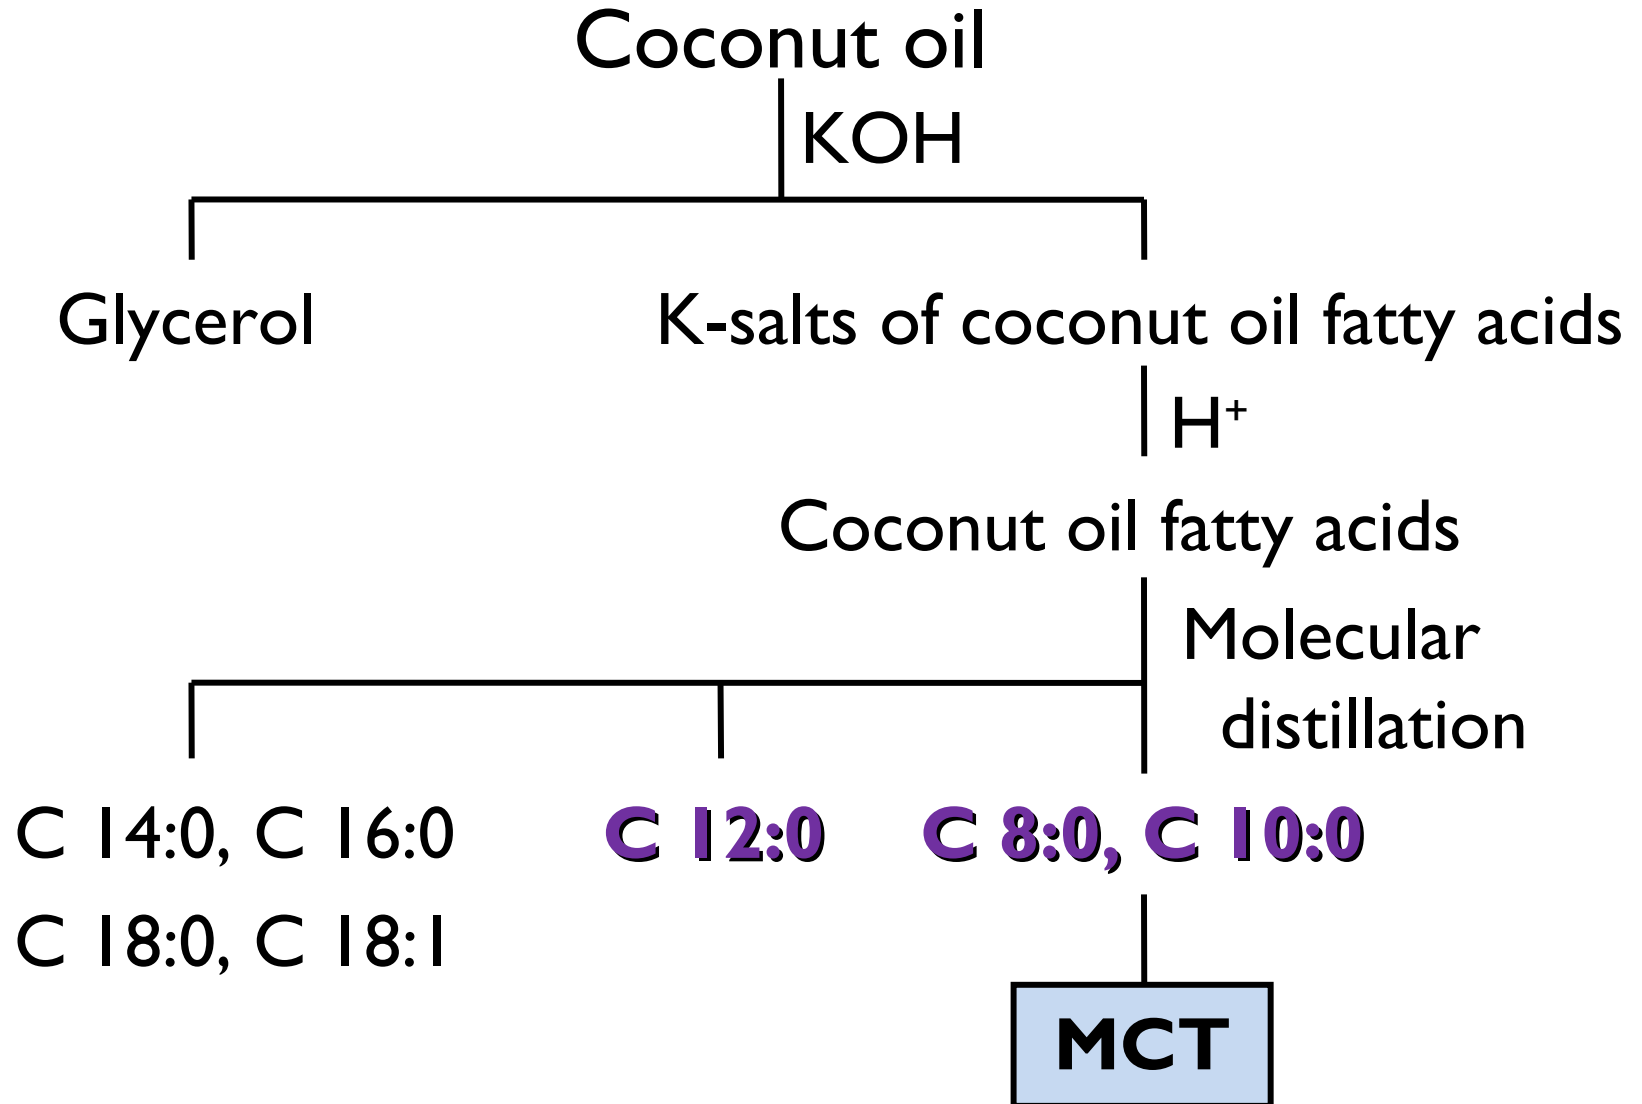 Coconut oil
KOH
Glycerol
K-salts of coconut oil fatty acids
H⁺
Coconut oil fatty acids
Molecular
distillation
C 14:0, C 16:0
C 12:0
C 8:0, C 10:0
C 18:0, C 18:1
MCT